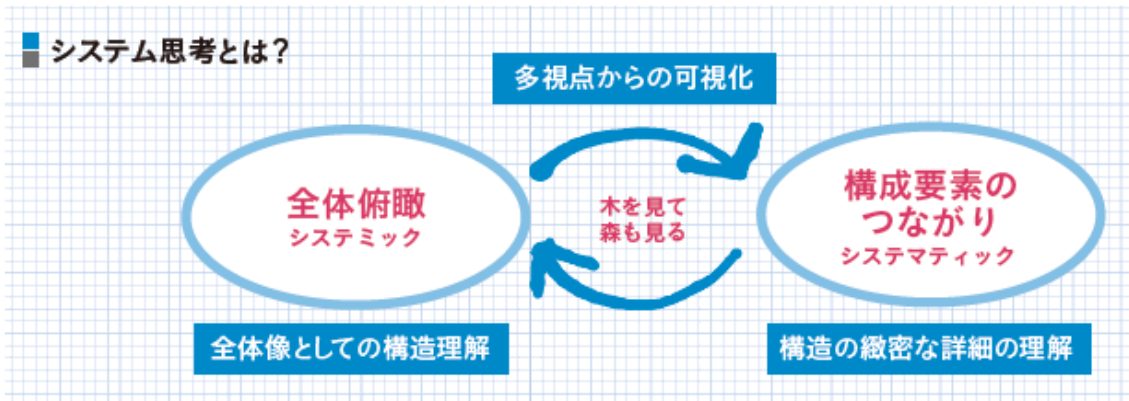 システム思考とは？
多視点からの可視化
全体俯瞰
システミック
木を見て
森も見る
構成要素の
つながり
システマティック
全体像としての構造理解
構造の緻密な詳細の理解